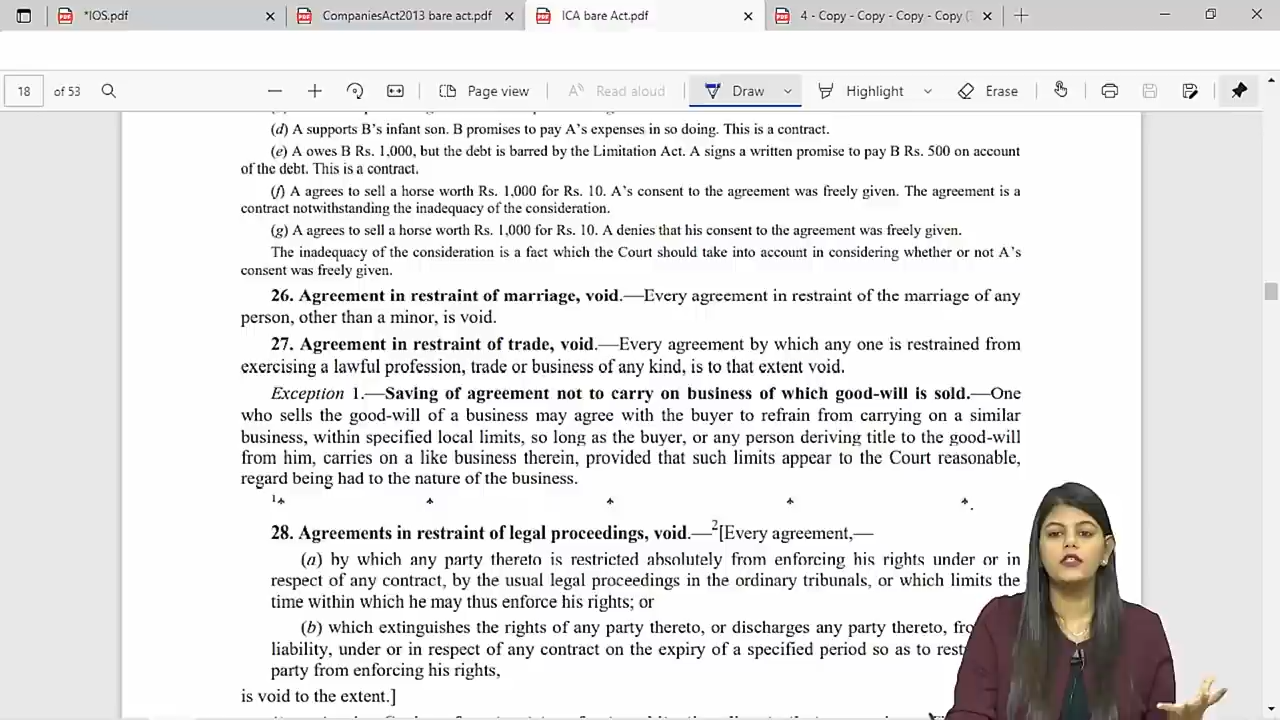 *IOS.pdf
CompaniesAct2013 bare act.pdf
ICA bare Act.pdf
4 - Copy - Copy - Copy - Copy
18 of 53
Page view
Read aloud
Draw
Highlight
Erase
(d) A supports B's infant son. B promises to pay A's expenses in so doing. This is a contract.
(e) A owes B Rs. 1,000, but the debt is barred by the Limitation Act. A signs a written promise to pay B Rs. 500 on account
of the debt. This is a contract.
(f) A agrees to sell a horse worth Rs. 1,000 for Rs. 10. A's consent to the agreement was freely given. The agreement is a
contract notwithstanding the inadequacy of the consideration.
(g) A agrees to sell a horse worth Rs. 1,000 for Rs. 10. A denies that his consent to the agreement was freely given.
The inadequacy of the consideration is a fact which the Court should take into account in considering whether or not A's
consent was freely given.
26. Agreement in restraint of marriage, void.—Every agreement in restraint of the marriage of any
person, other than a minor, is void.
27. Agreement in restraint of trade, void.—Every agreement by which any one is restrained from
exercising a lawful profession, trade or business of any kind, is to that extent void.
Exception 1.—Saving of agreement not to carry on business of which good-will is sold.—One
who sells the good-will of a business may agree with the buyer to refrain from carrying on a similar
business, within specified local limits, so long as the buyer, or any person deriving title to the good-will
from him, carries on a like business therein, provided that such limits appear to the Court reasonable,
regard being had to the nature of the business.
1* * * * *.
28. Agreements in restraint of legal proceedings, void.—2[Every agreement,—
(a) by which any party thereto is restricted absolutely from enforcing his rights under or in
respect of any contract, by the usual legal proceedings in the ordinary tribunals, or which limits the
time within which he may thus enforce his rights; or
(b) which extinguishes the rights of any party thereto, or discharges any party thereto,
liability, under or in respect of any contract on the expiry of a specified period so as to
party from enforcing his rights,
is void to the extent.]